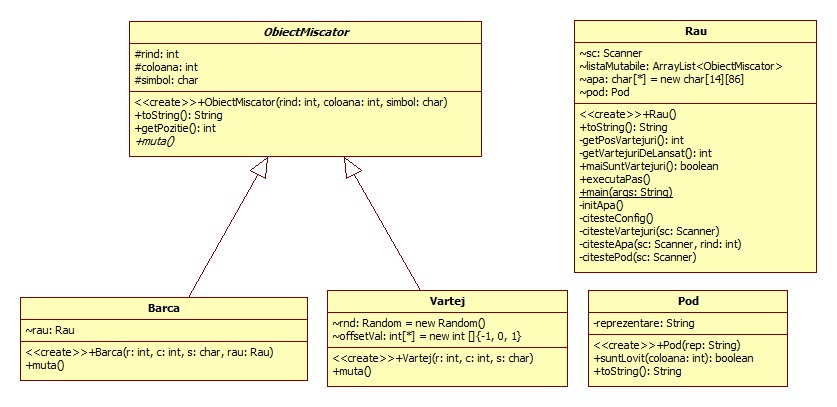 ObiectMiscator
#rind: int
#coloana: int
#simbol: char
<<create>>+ObiectMiscator(rind: int, coloana: int, simbol: char)
+toString(): String
+getPozitie(): int
+muta()
Rau
~sc: Scanner
~listaMutabile: ArrayList<ObiectMiscator>
~apa: char[*] = new char[14][86]
~pod: Pod
<<create>>+Rau()
+toString(): String
-getPosVartejuri(): int
-getVartejuriDeLansat(): int
+maiSuntVartejuri(): boolean
+executaPas()
+main(args: String)
-initApa()
-citesteConfig()
-citesteVartejuri(sc: Scanner)
-citesteApa(sc: Scanner, rind: int)
-citestePod(sc: Scanner)
Barca
~rau: Rau
<<create>>+Barca(r: int, c: int, s: char, rau: Rau)
+muta()
Vartej
~rnd: Random = new Random()
~offsetVal: int[*] = new int []{-1, 0, 1}
<<create>>+Vartej(r: int, c: int, s: char)
+muta()
Pod
-reprezentare: String
<<create>>+Pod(rep: String)
+suntLovit(coloana: int): boolean
+toString(): String